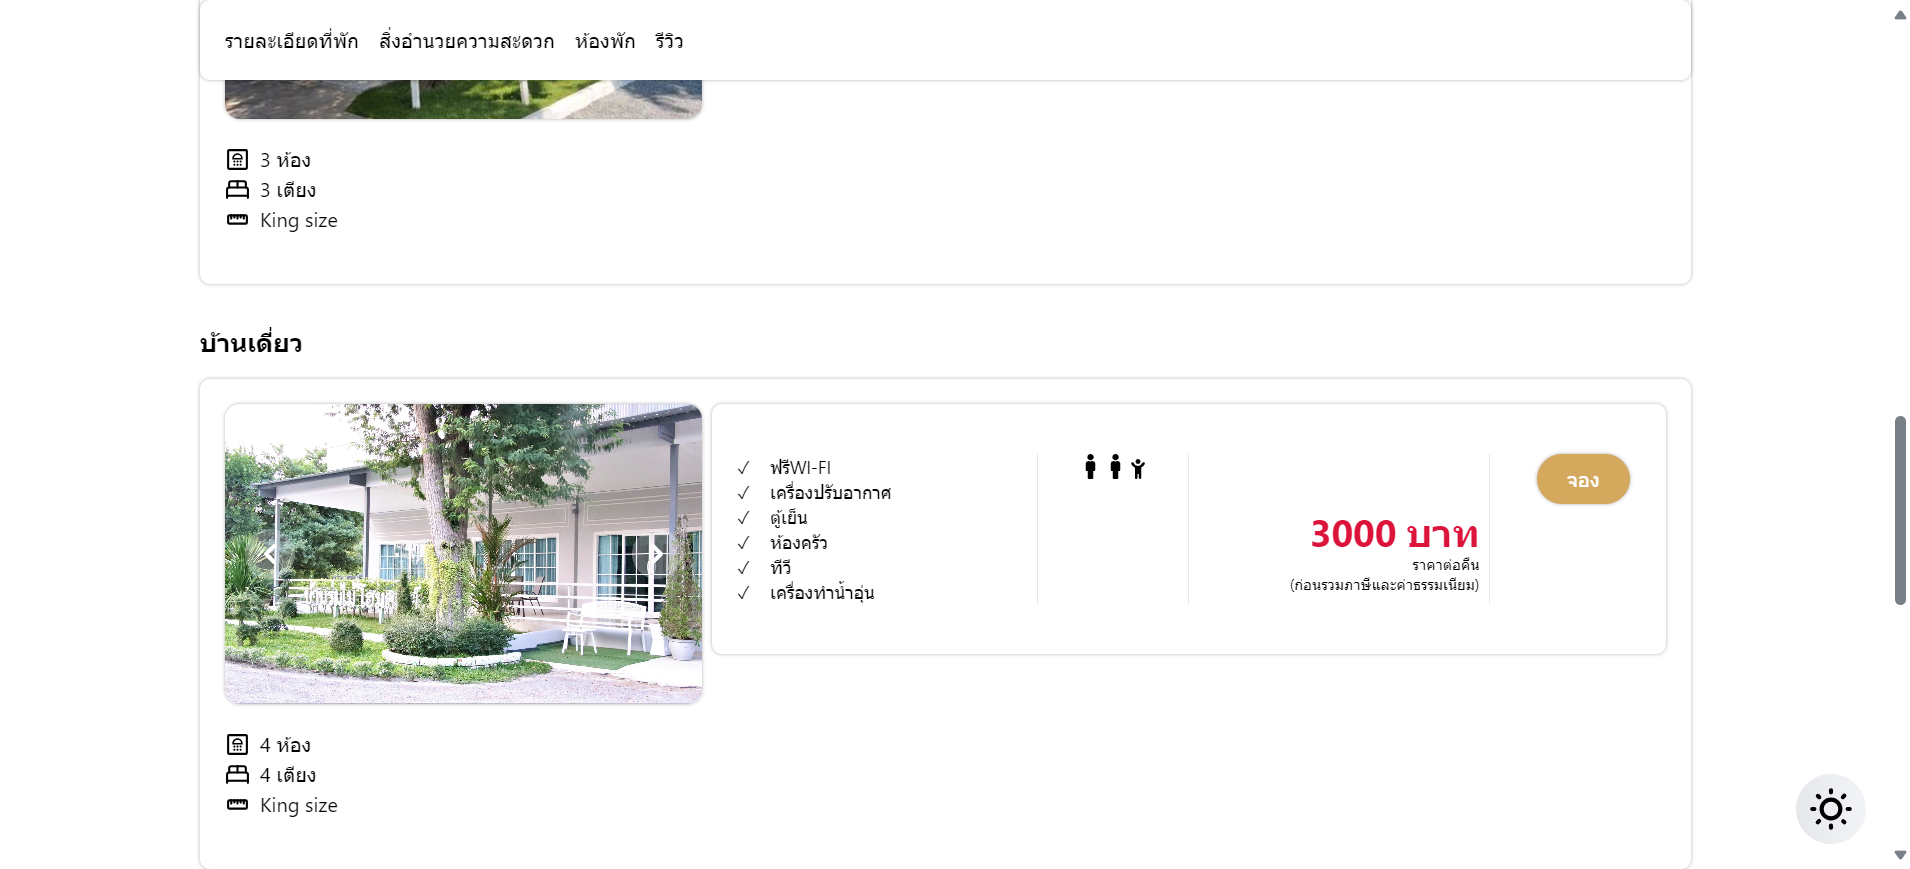 รายละเอียดที่พัก สิ่งอำนวยความสะดวก ห้องพัก รีวิว
3 ห้อง
3 เตียง
King size
บ้านเดี่ยว
ฟรีWI-FI
เครื่องปรับอากาศ
ตู้เย็น
ห้องครัว
ทีวี
เครื่องทำน้ำอุ่น
3000 บาท
ราคาต่อคืน
(ก่อนรวมภาษีและค่าธรรมเนียม)
จอง
4 ห้อง
4 เตียง
King size